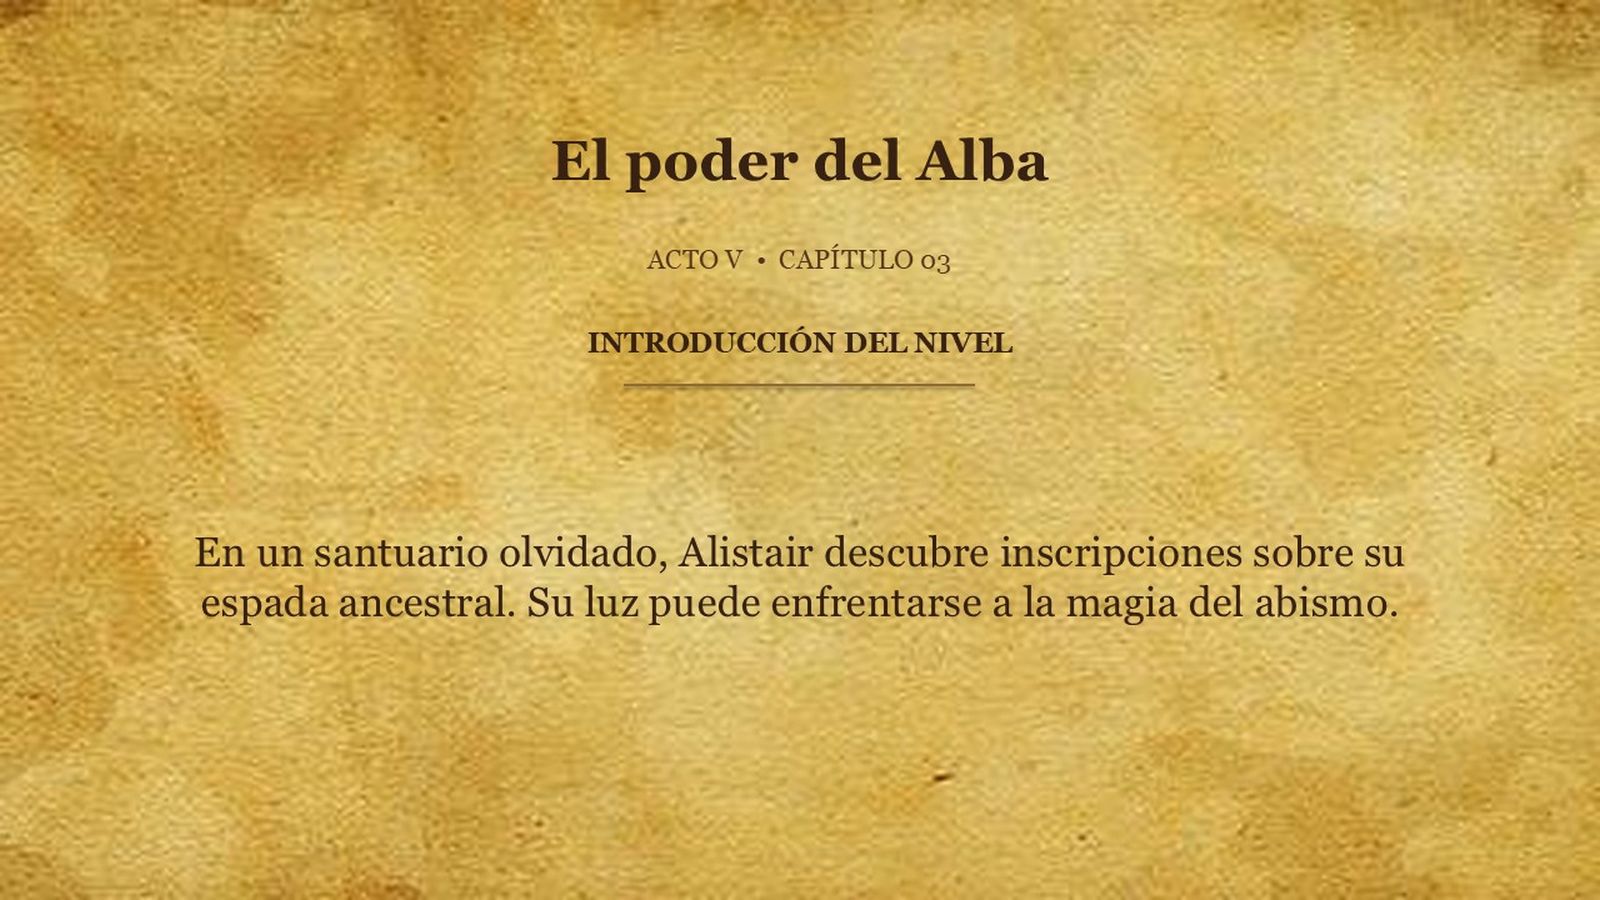 El poder del Alba
ACTO V • CAPÍTULO 03
INTRODUCCIÓN DEL NIVEL
En un santuario olvidado, Alistair descubre inscripciones sobre su
espada ancestral. Su luz puede enfrentarse a la magia del abismo.